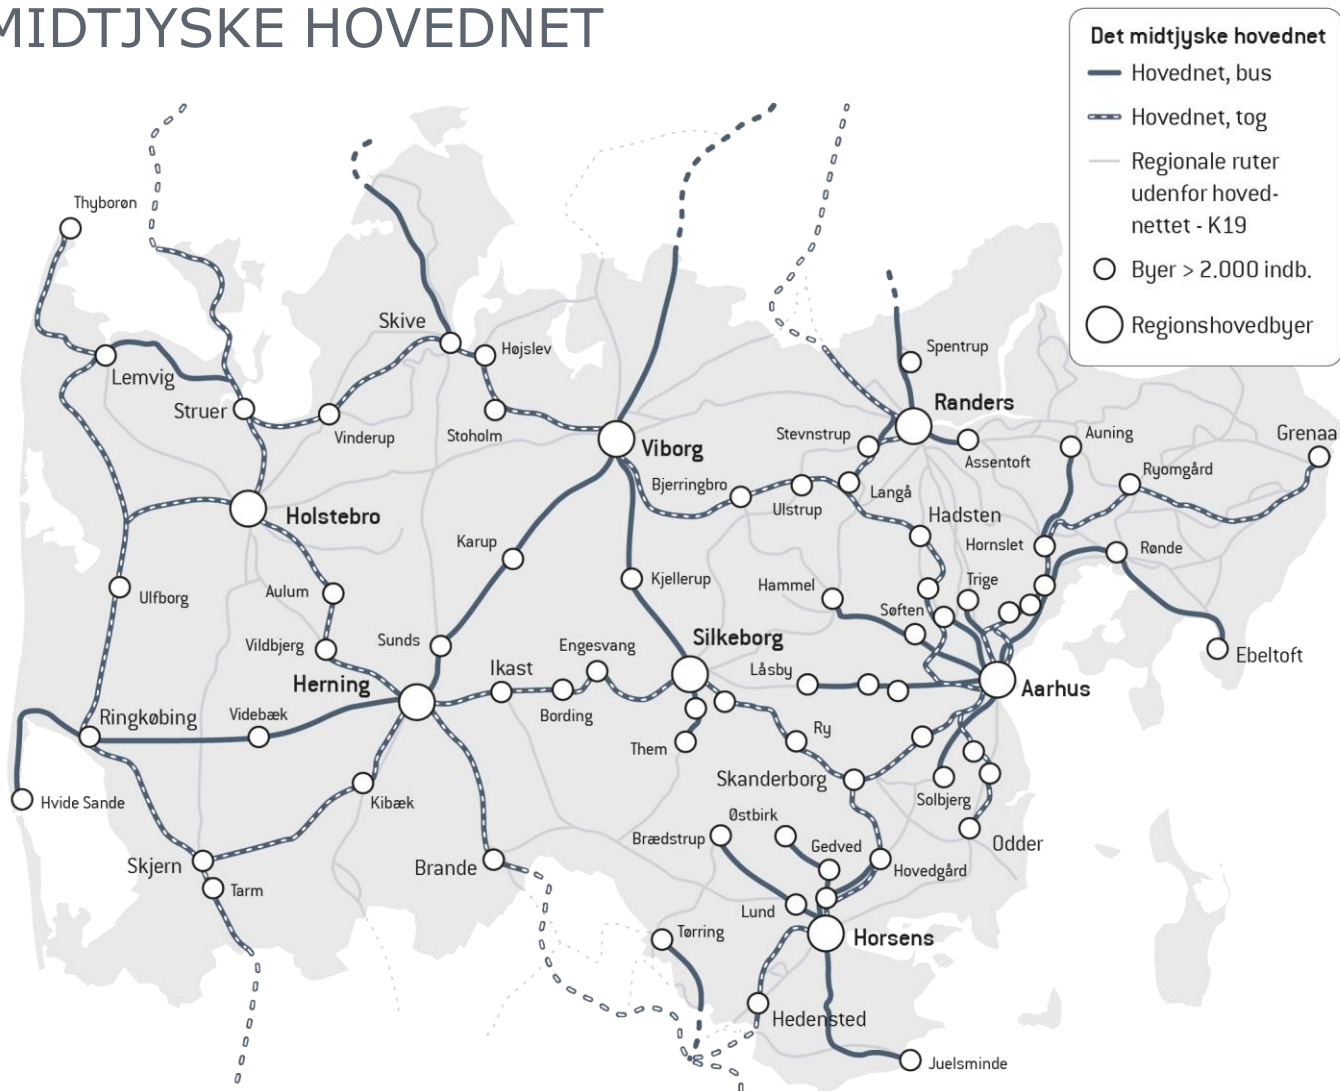 MIDTJYSKE HOVEDNET
Det midtjyske hovednet
Hovednet, bus
Hovednet, tog
Regionale ruter
udenfor hoved-
nettet - K19
Byer > 2.000 indb.
Regionshovedbyer
Thyborøn
Skive
Højslev
Spentrup
Lemvig
Struer
Vinderup
Stoholm
Viborg
Randers
Stevnstrup
Assentoft
Auning
Grenaa
Bjerringbro
Ulstrup
Langå
Ryomgård
Holstebro
Hadsten
Karup
Hornslet
Rønde
Ulfborg
Aulum
Kjellerup
Hammel
Trige
Søften
Vildbjerg
Sunds
Engesvang
Silkeborg
Ebeltoft
Herning
Ikast
Låsby
Aarhus
Ringkøbing
Videbæk
Bording
Them
Ry
Skanderborg
Hvide Sande
Kibæk
Solbjerg
Østbirk
Brædstrup
Gedved
Odder
Skjern
Brande
Hovedgård
Tarm
Lund
Tørring
Horsens
Hedensted
Juelsminde